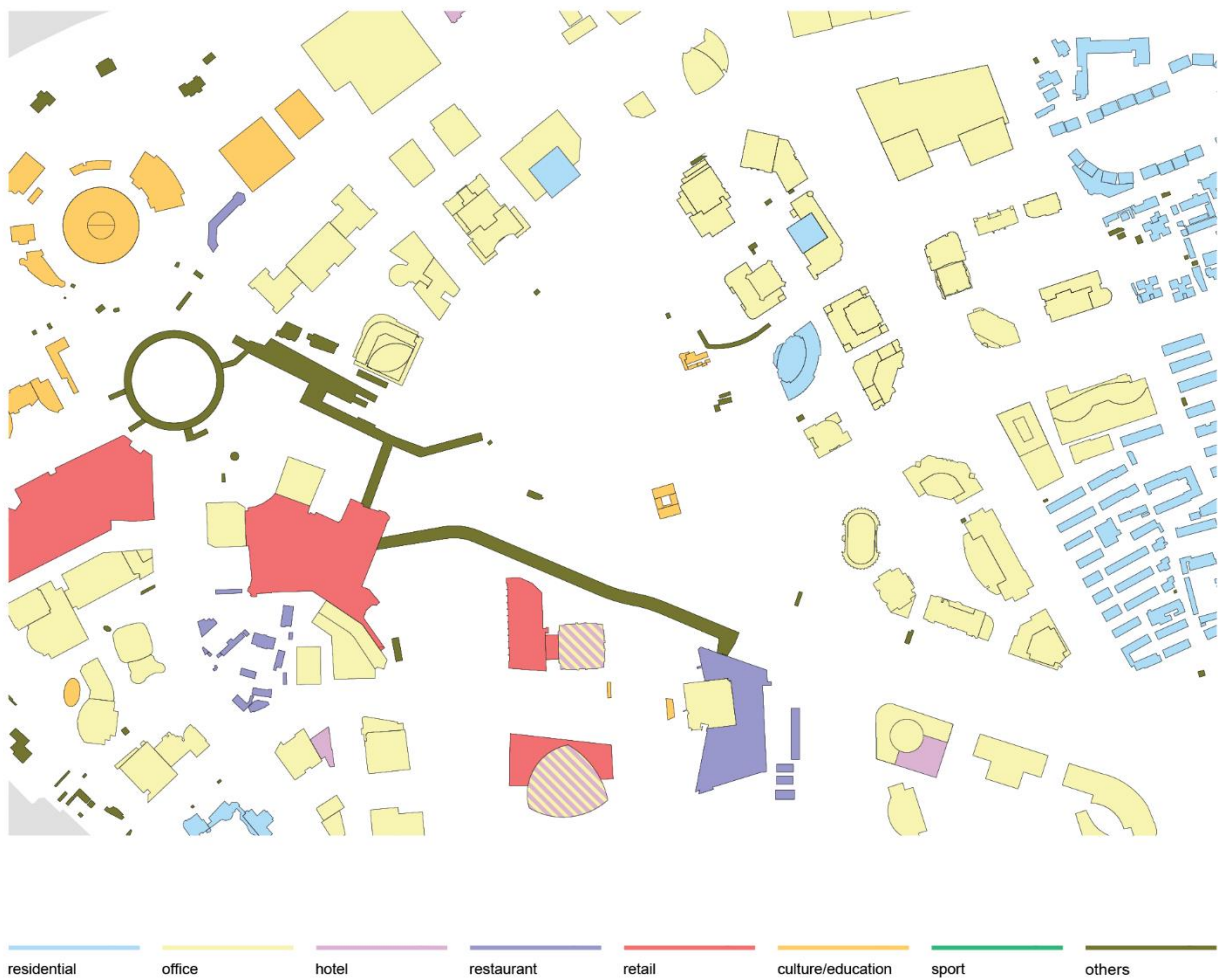 residential
office
hotel
restaurant
retail
culture/education
sport
others